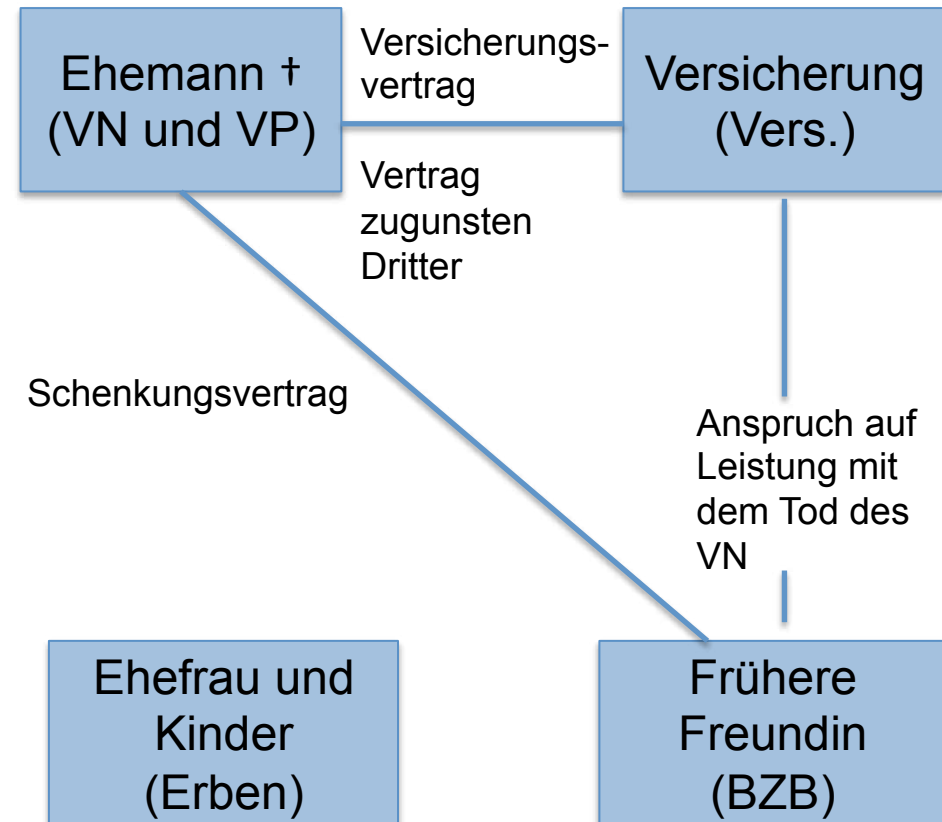 Ehemann †
(VN und VP)
Versicherungs-
vertrag
Versicherung
(Vers.)
Vertrag
zugunsten
Dritter
Schenkungsvertrag
Anspruch auf
Leistung mit
dem Tod des
VN
Ehefrau und
Kinder
(Erben)
Frühere
Freundin
(BZB)